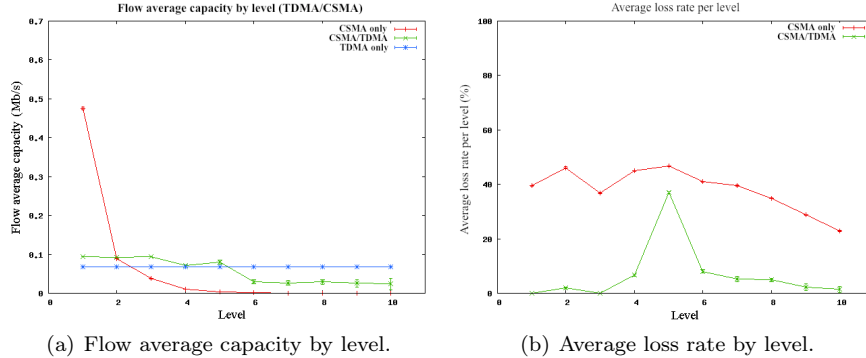 Flow average capacity by level (TDMA/CSMA)
CSMA only
CSMA/TDMA
TDMA only
Flow average capacity (Mb/s)
0.7
0.6
0.5
0.4
0.3
0.2
0.1
0
2
4
6
8
10
Level
(a) Flow average capacity by level.
Average loss rate per level
CSMA only
CSMA/TDMA
Average loss rate per level (%)
100
80
60
40
20
0
0
2
4
6
8
10
Level
(b) Average loss rate by level.